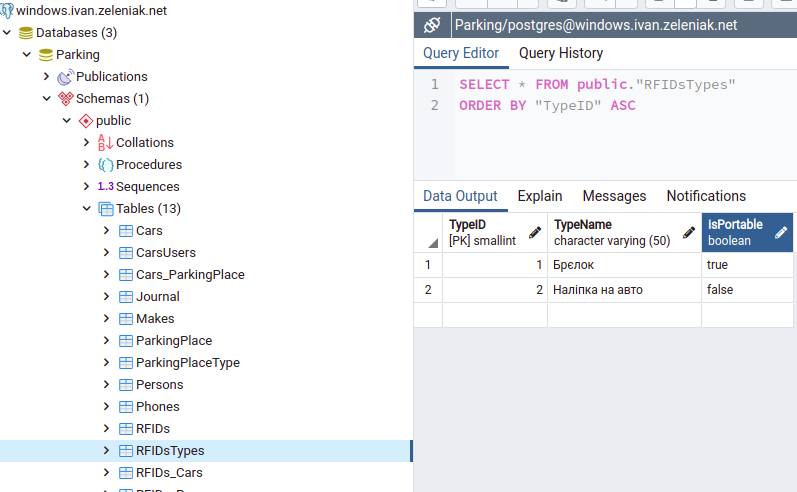 windows.ivan.zeleniak.net
Databases (3)
Parking
Publications
Schemas (1)
public
Collations
Procedures
1..3 Sequences
Tables (13)
Cars
CarsUsers
Cars_ParkingPlace
Journal
Makes
ParkingPlace
ParkingPlaceType
Persons
Phones
RFIDs
RFIDsTypes
RFIDs_Cars
Parking/postgres@windows.ivan.zeleniak.net
Query Editor Query History
1 SELECT * FROM public."RFIDsTypes"
2 ORDER BY "TypeID" ASC
Data Output Explain Messages Notifications
TypeID TypeName isPortable
[PK] smallint character varying (50) boolean
1 1 Брєлок true
2 2 Наліпка на авто false